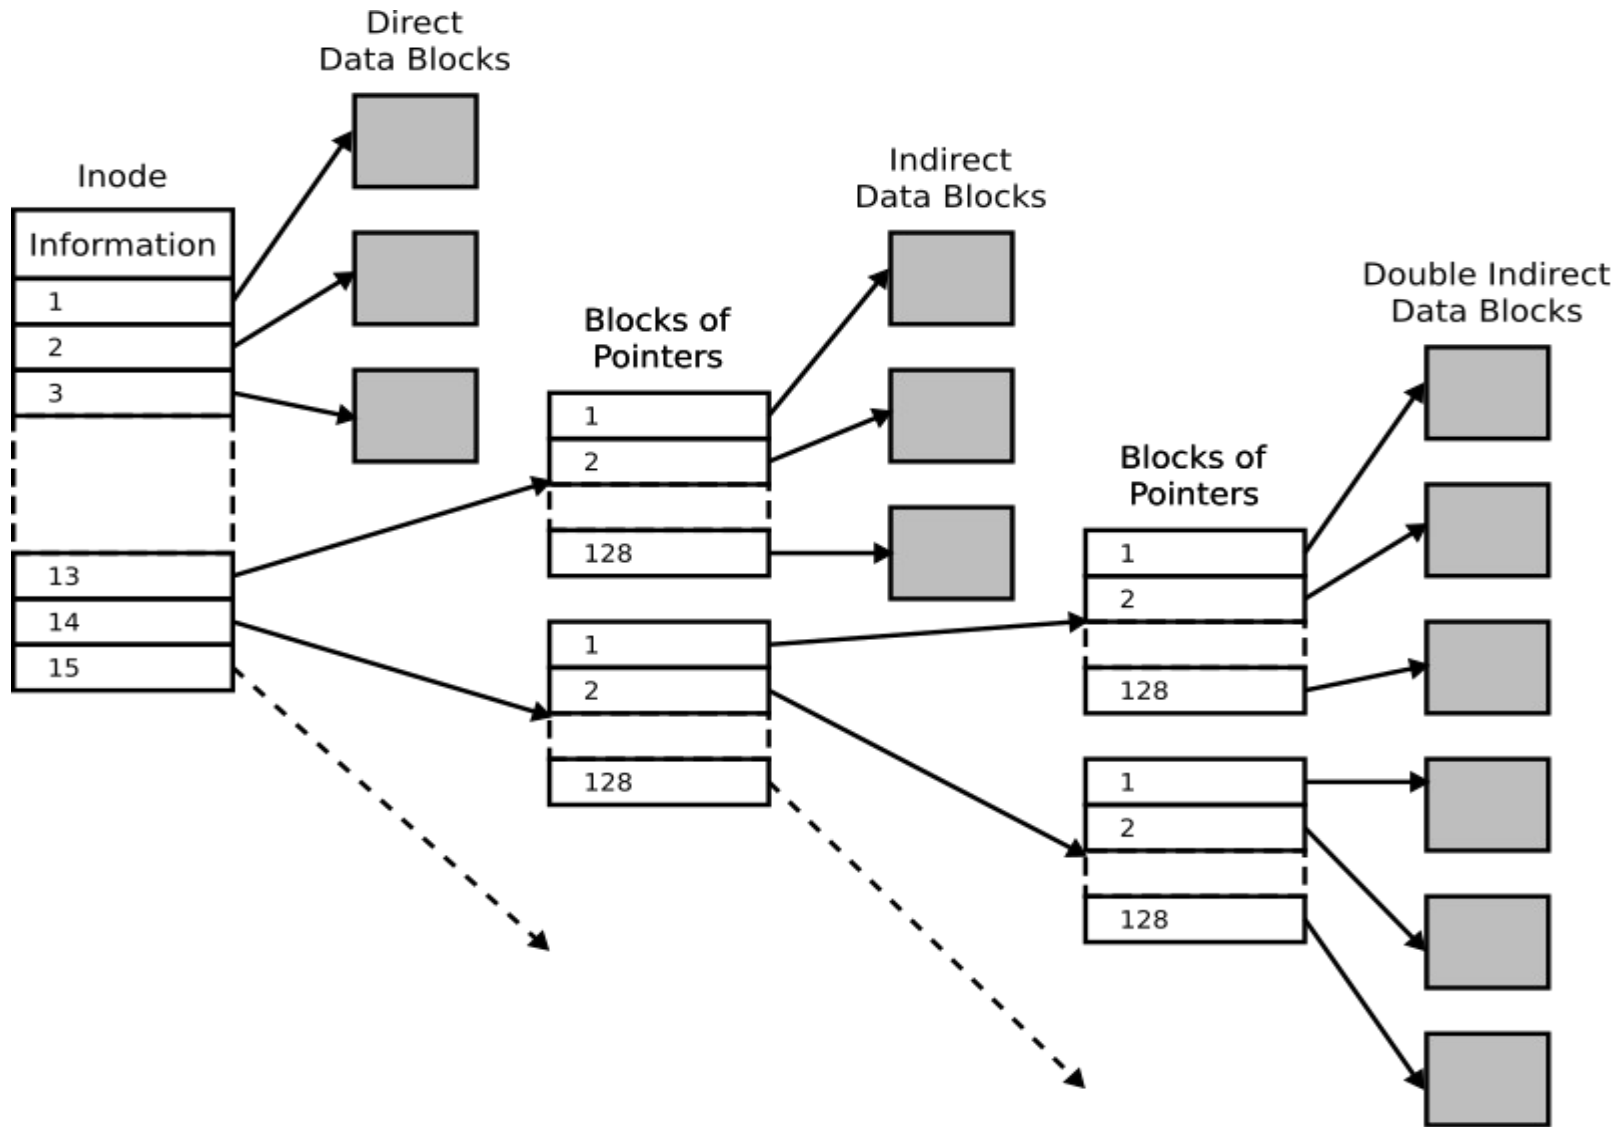 Direct
Data Blocks
Inode
Information
1
2
3
13
14
15
Blocks of
Pointers
1
2
128
1
2
128
Indirect
Data Blocks
Blocks of
Pointers
1
2
128
1
2
128
Double Indirect
Data Blocks